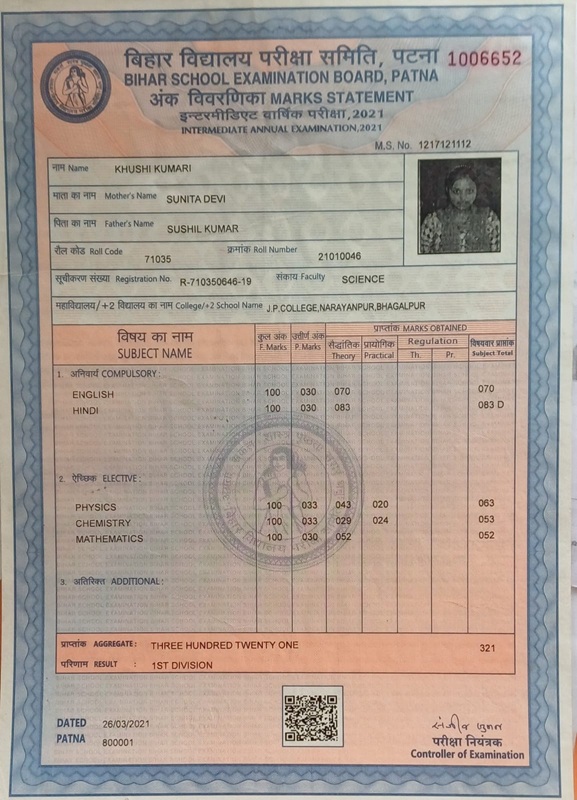 बिहार विद्यालय परीक्षा समिति, पटना 1006652
BIHAR SCHOOL EXAMINATION BOARD, PATNA
अंक विवरणिका MARKS STATEMENT
इन्टरमीडिएट वार्षिक परीक्षा, 2021
INTERMEDIATE ANNUAL EXAMINATION, 2021
M.S. No. 1217121112
नाम Name KHUSHI KUMARI
माता का नाम Mother's Name SUNITA DEVI
पिता का नाम Father's Name SUSHIL KUMAR
रौल कोड Roll Code 71035 क्रमांक Roll Number 21010046
सूचीकरण संख्या Registration No. R-710350646-19 संकाय Faculty SCIENCE
महाविद्यालय/+2 विद्यालय का नाम College/+2 School Name J.P.COLLEGE,NARAYANPUR,BHAGALPUR
विषय का नाम SUBJECT NAME कुल अंक F. Marks उत्तीर्ण अंक P. Marks प्राप्तांक MARKS OBTAINED
सैद्धांतिक Theory प्रायोगिक Practical Regulation Th. Pr. विषयवार प्राप्तांक Subject Total
1. अनिवार्य COMPULSORY:
ENGLISH 100 030 070 070
HINDI 100 030 083 083 D
2. ऐच्छिक ELECTIVE:
PHYSICS 100 033 043 020 063
CHEMISTRY 100 033 029 024 053
MATHEMATICS 100 030 052 052
3. अतिरिक्त ADDITIONAL:
प्राप्तांक AGGREGATE: THREE HUNDRED TWENTY ONE 321
परिणाम RESULT : 1ST DIVISION
DATED 26/03/2021
PATNA 800001
परीक्षा नियंत्रक
Controller of Examination